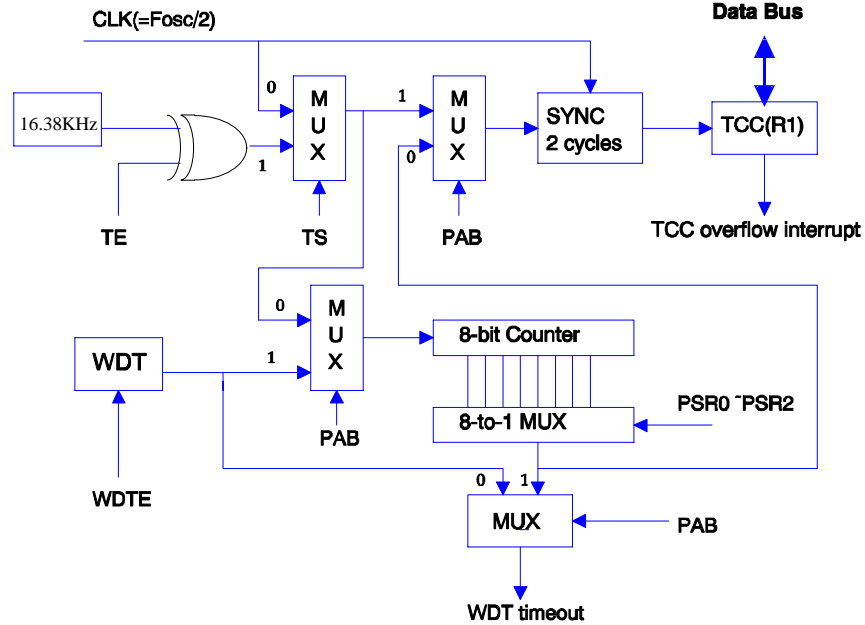 CLK(=Fosc/2)
Data Bus
0
M
U
X
1
M
U
X
16.38KHz
SYNC
2 cycles
TCC(R1)
1
0
TE
TS
PAB
TCC overflow interrupt
0
M
U
X
8-bit Counter
WDT
1
PSR0 ˜PSR2
8-to-1 MUX
PAB
0
1
WDTE
MUX
PAB
WDT timeout